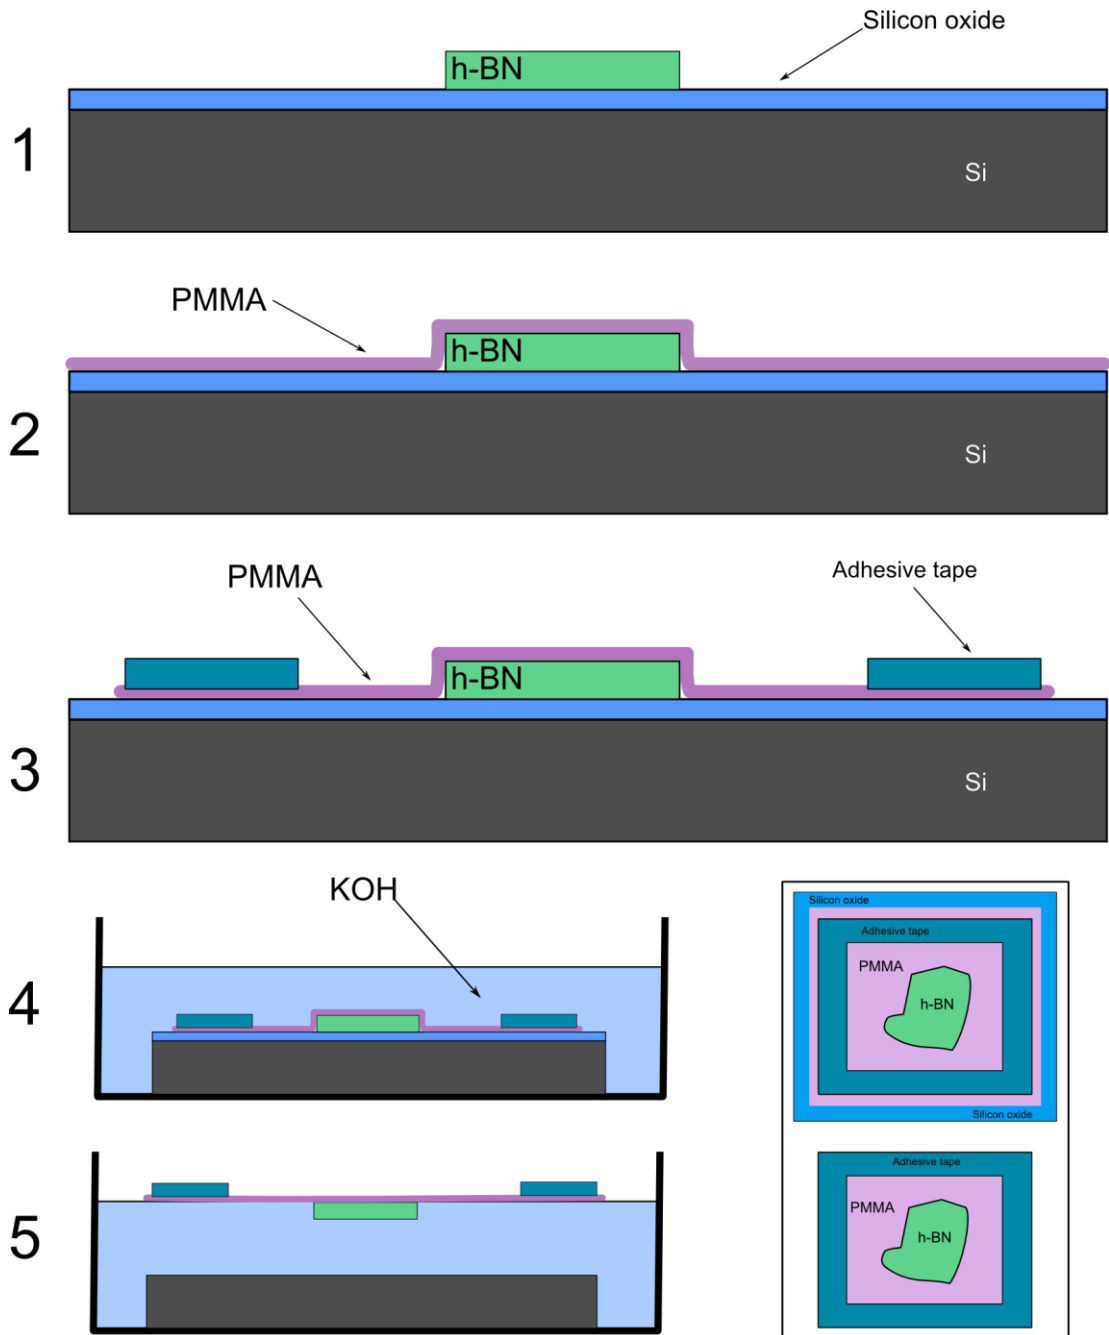 Silicon oxide
h-BN
1
Si
PMMA
h-BN
2
Si
PMMA
Adhesive tape
h-BN
3
Si
KOH
4
Silicon oxide
Adhesive tape
PMMA
h-BN
Silicon oxide
5
Adhesive tape
PMMA
h-BN